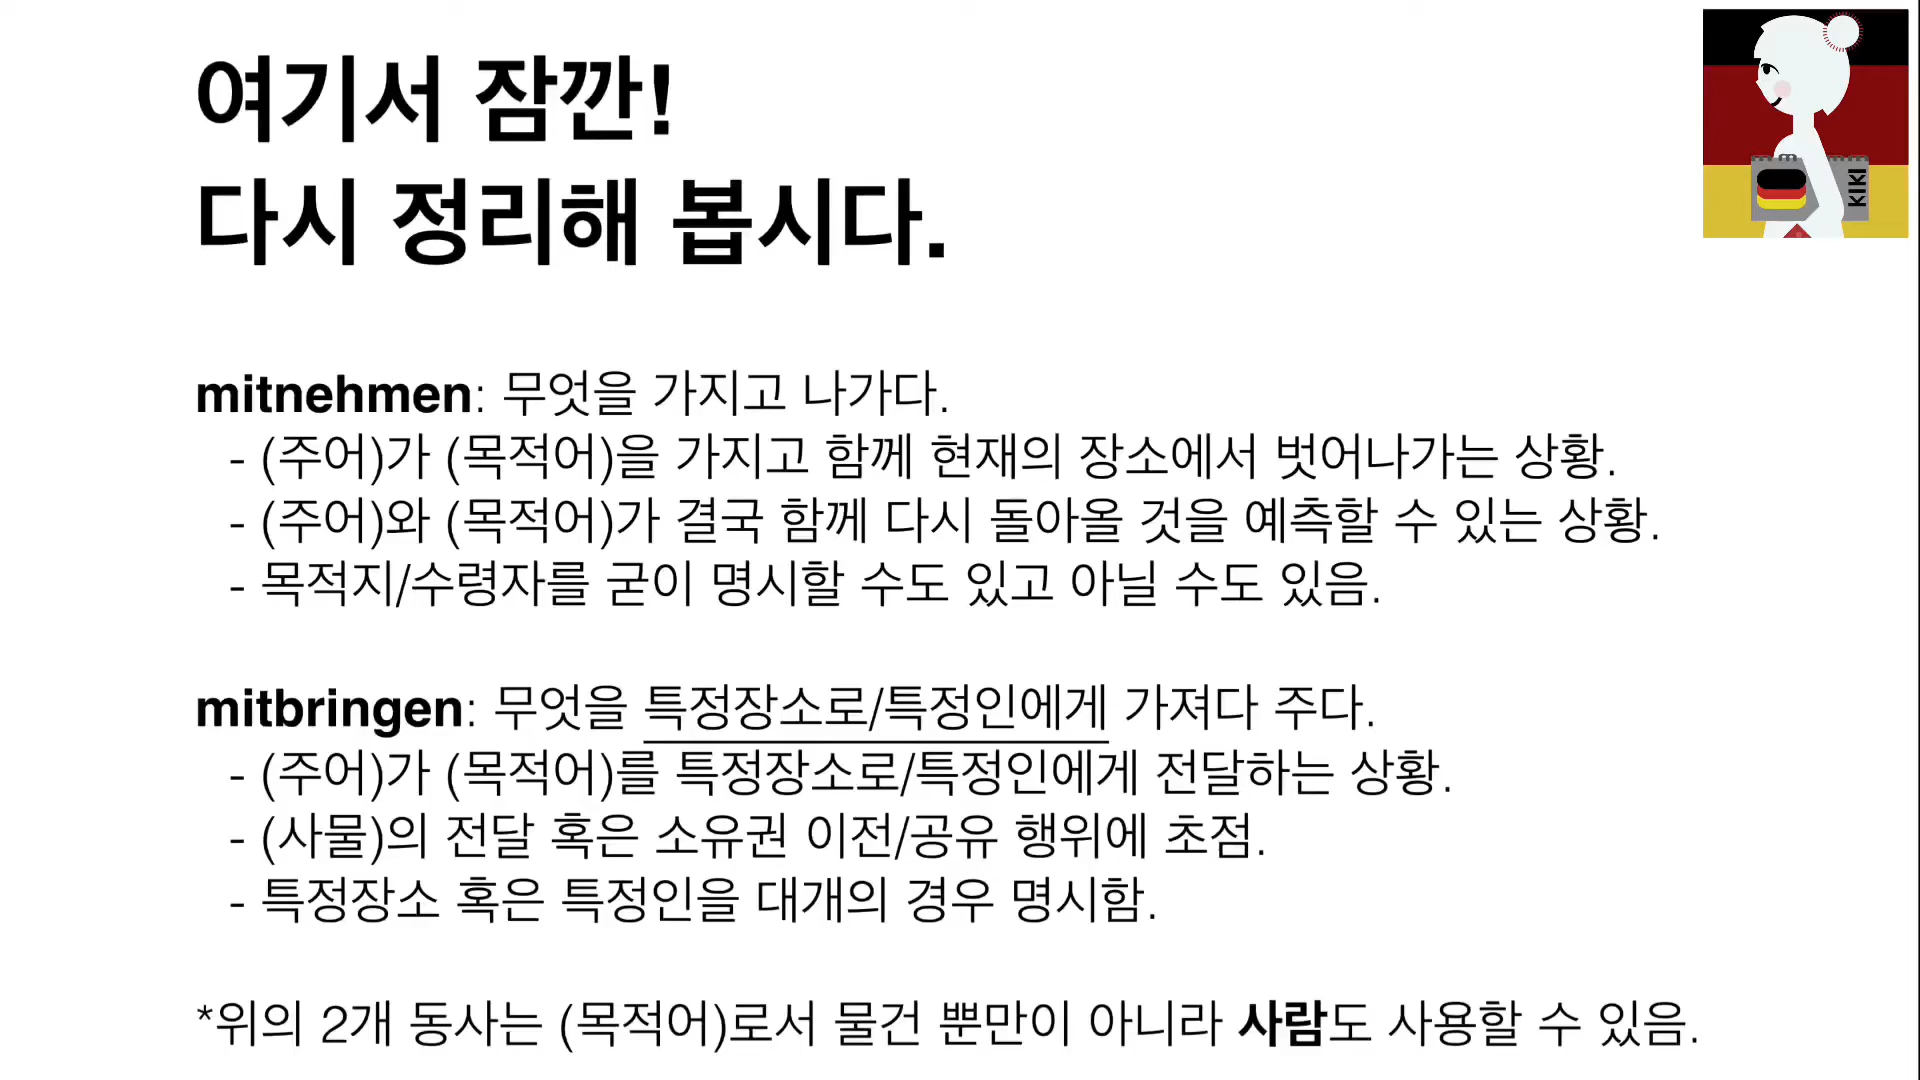 여기서 잠깐!
다시 정리해 봅시다.
KIKI
mitnehmen: 무엇을 가지고 나가다.
- (주어)가 (목적어)을 가지고 함께 현재의 장소에서 벗어나가는 상황.
- (주어)와 (목적어)가 결국 함께 다시 돌아올 것을 예측할 수 있는 상황.
- 목적지/수령자를 굳이 명시할 수도 있고 아닐 수도 있음.
mitbringen: 무엇을 특정장소로/특정인에게 가져다 주다.
- (주어)가 (목적어)를 특정장소로/특정인에게 전달하는 상황.
- (사물)의 전달 혹은 소유권 이전/공유 행위에 초점.
- 특정장소 혹은 특정인을 대개의 경우 명시함.
*위의 2개 동사는 (목적어)로서 물건 뿐만이 아니라 사람도 사용할 수 있음.